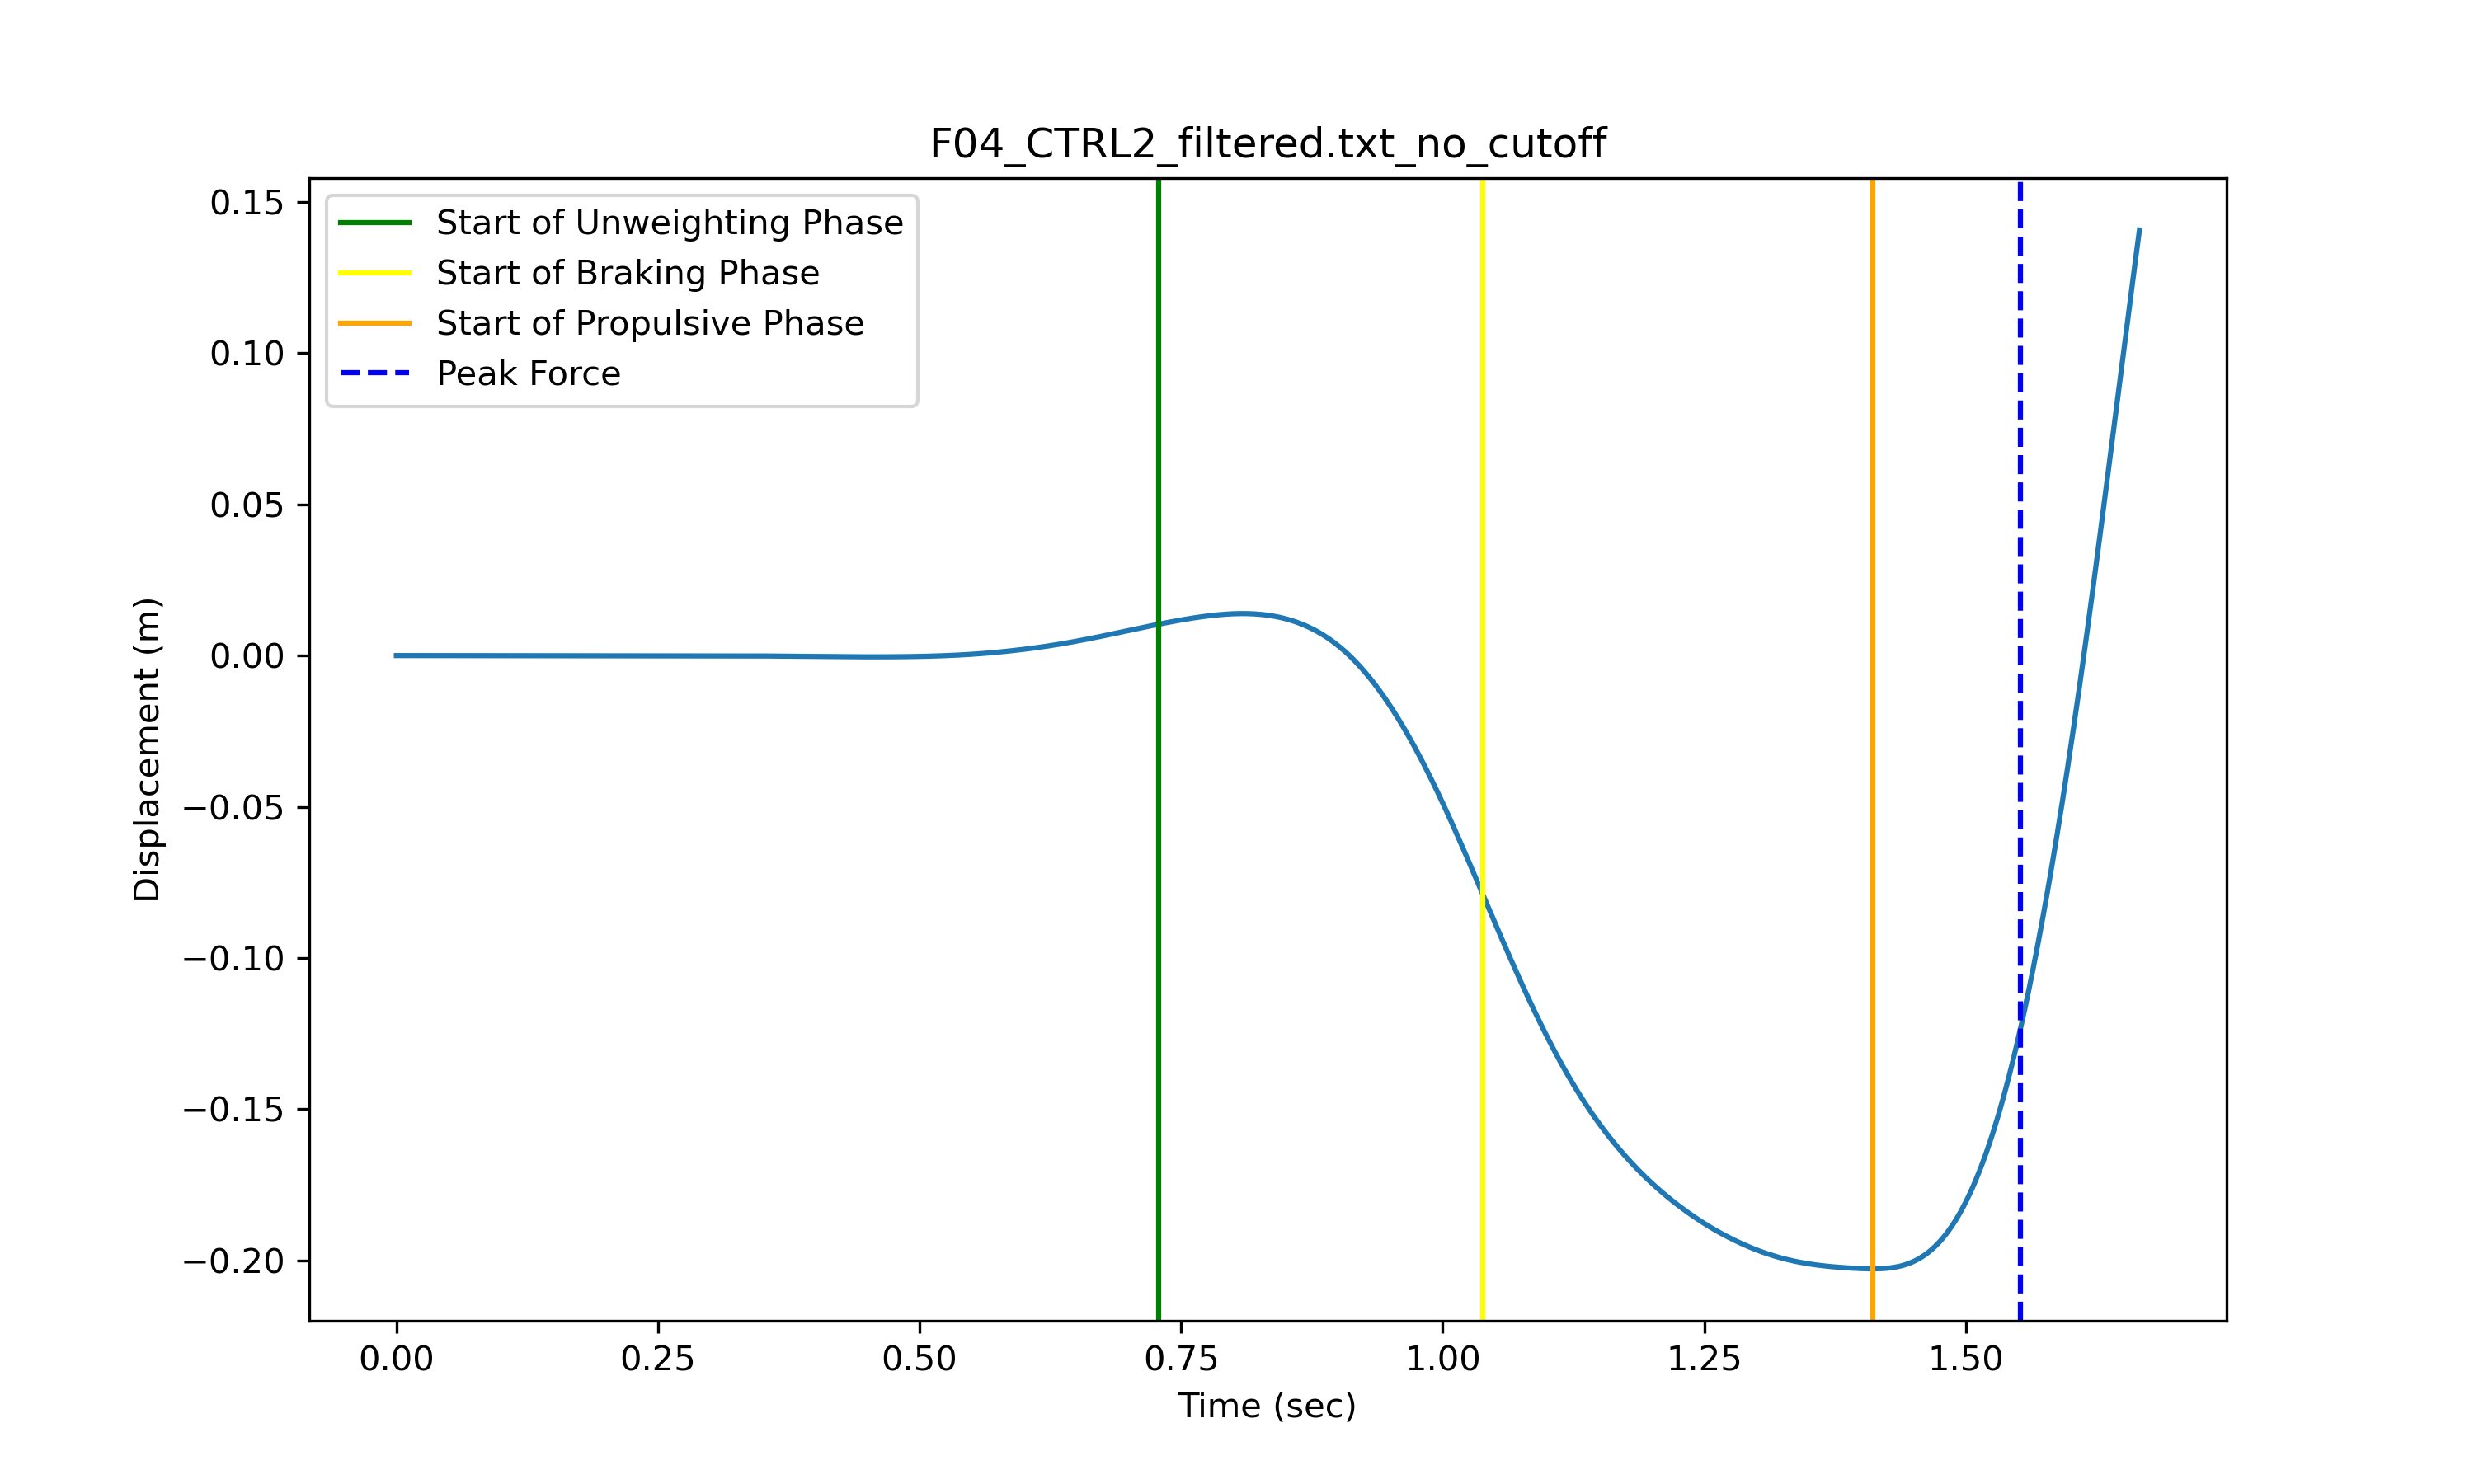 F04_CTRL2_filtered.txt_no_cutoff
Start of Unweighting Phase
Start of Braking Phase
Start of Propulsive Phase
Peak Force
0.15
0.10
0.05
0.00
−0.05
−0.10
−0.15
−0.20
Displacement (m)
0.00 0.25 0.50 0.75 1.00 1.25 1.50
Time (sec)